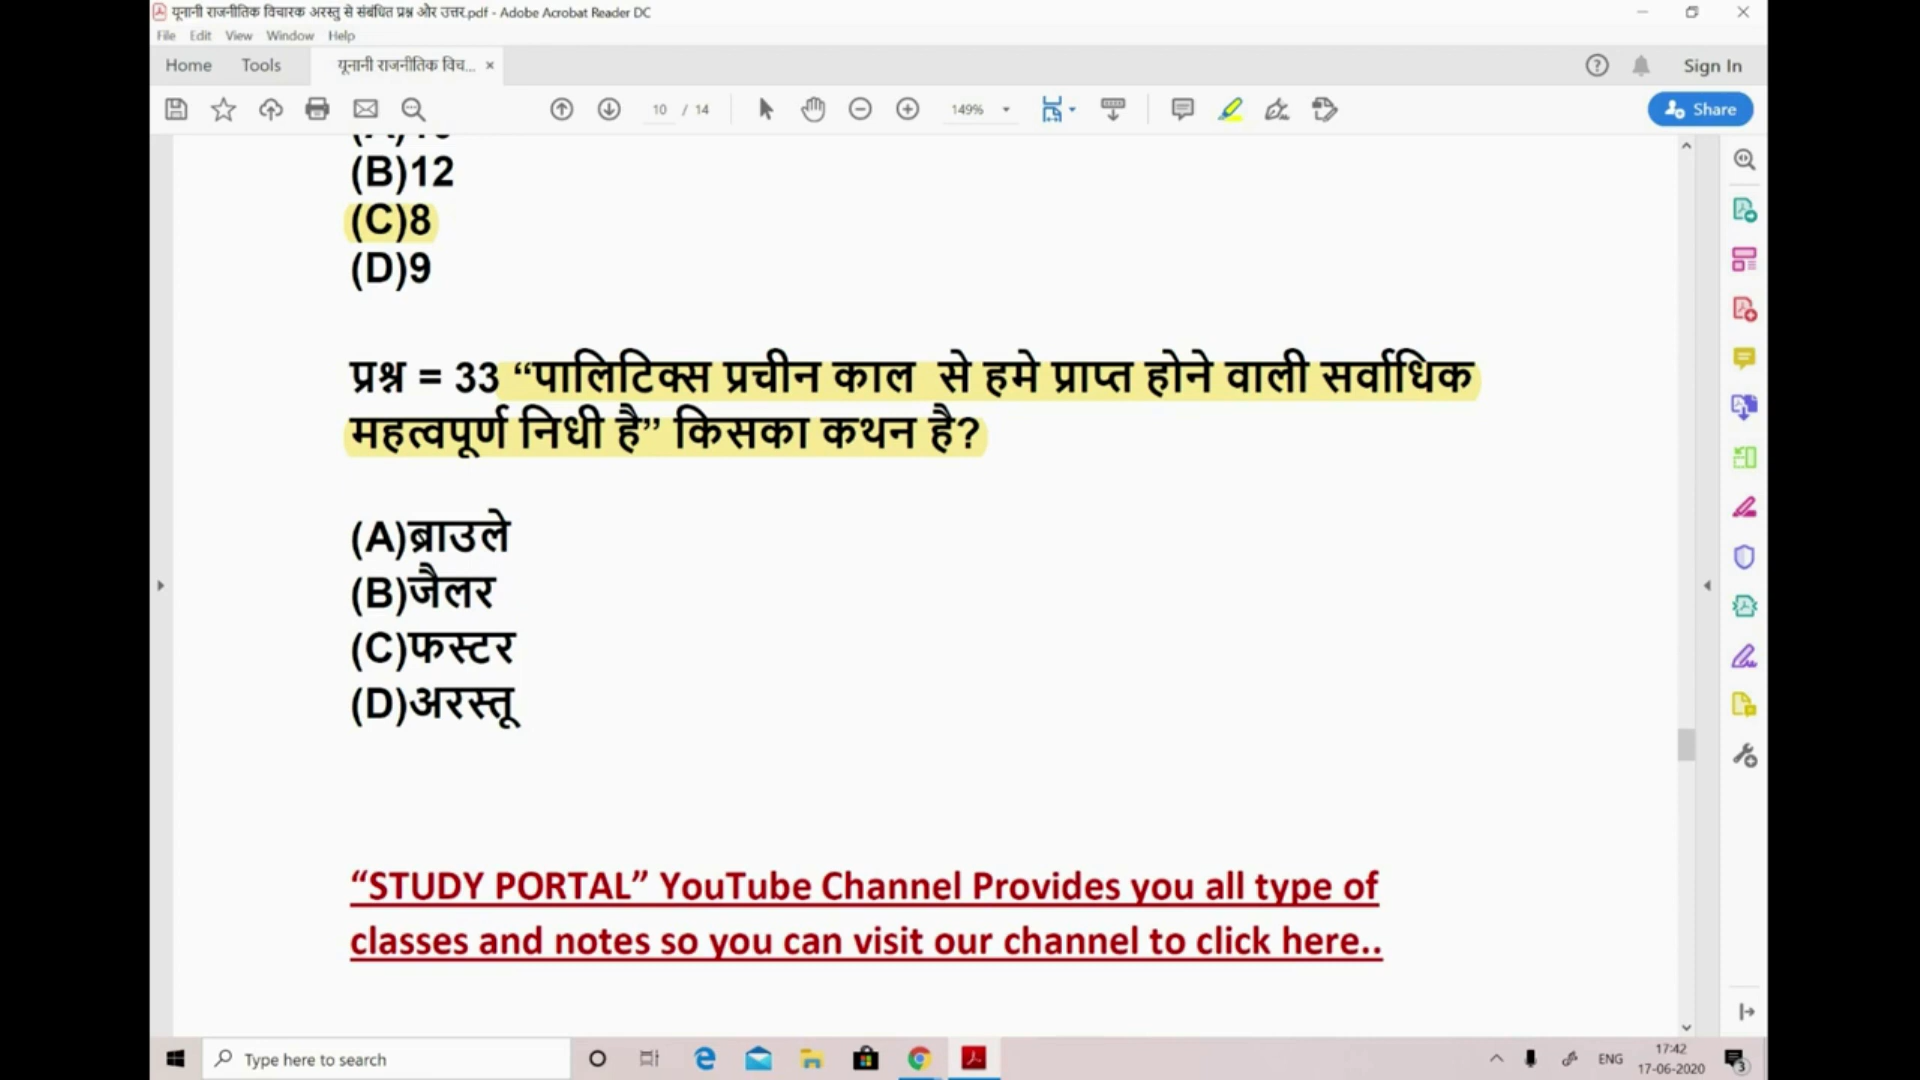 यूनानी राजनीतिक विचारक अरस्तु से संबंधित प्रश्न और उत्तर.pdf - Adobe Acrobat Reader DC
File Edit View Window Help
Home Tools यूनानी राजनीतिक विच... × Sign In
10 / 14 149% Share
(B)12
(C)8
(D)9
प्रश्न = 33 “पालिटिक्स प्रचीन काल से हमे प्राप्त होने वाली सर्वाधिक
महत्वपूर्ण निधी है” किसका कथन है?
(A)ब्राउले
(B)जैलर
(C)फस्टर
(D)अरस्तू
“STUDY PORTAL” YouTube Channel Provides you all type of
classes and notes so you can visit our channel to click here..
Type here to search ENG 17:42
17-06-2020 3